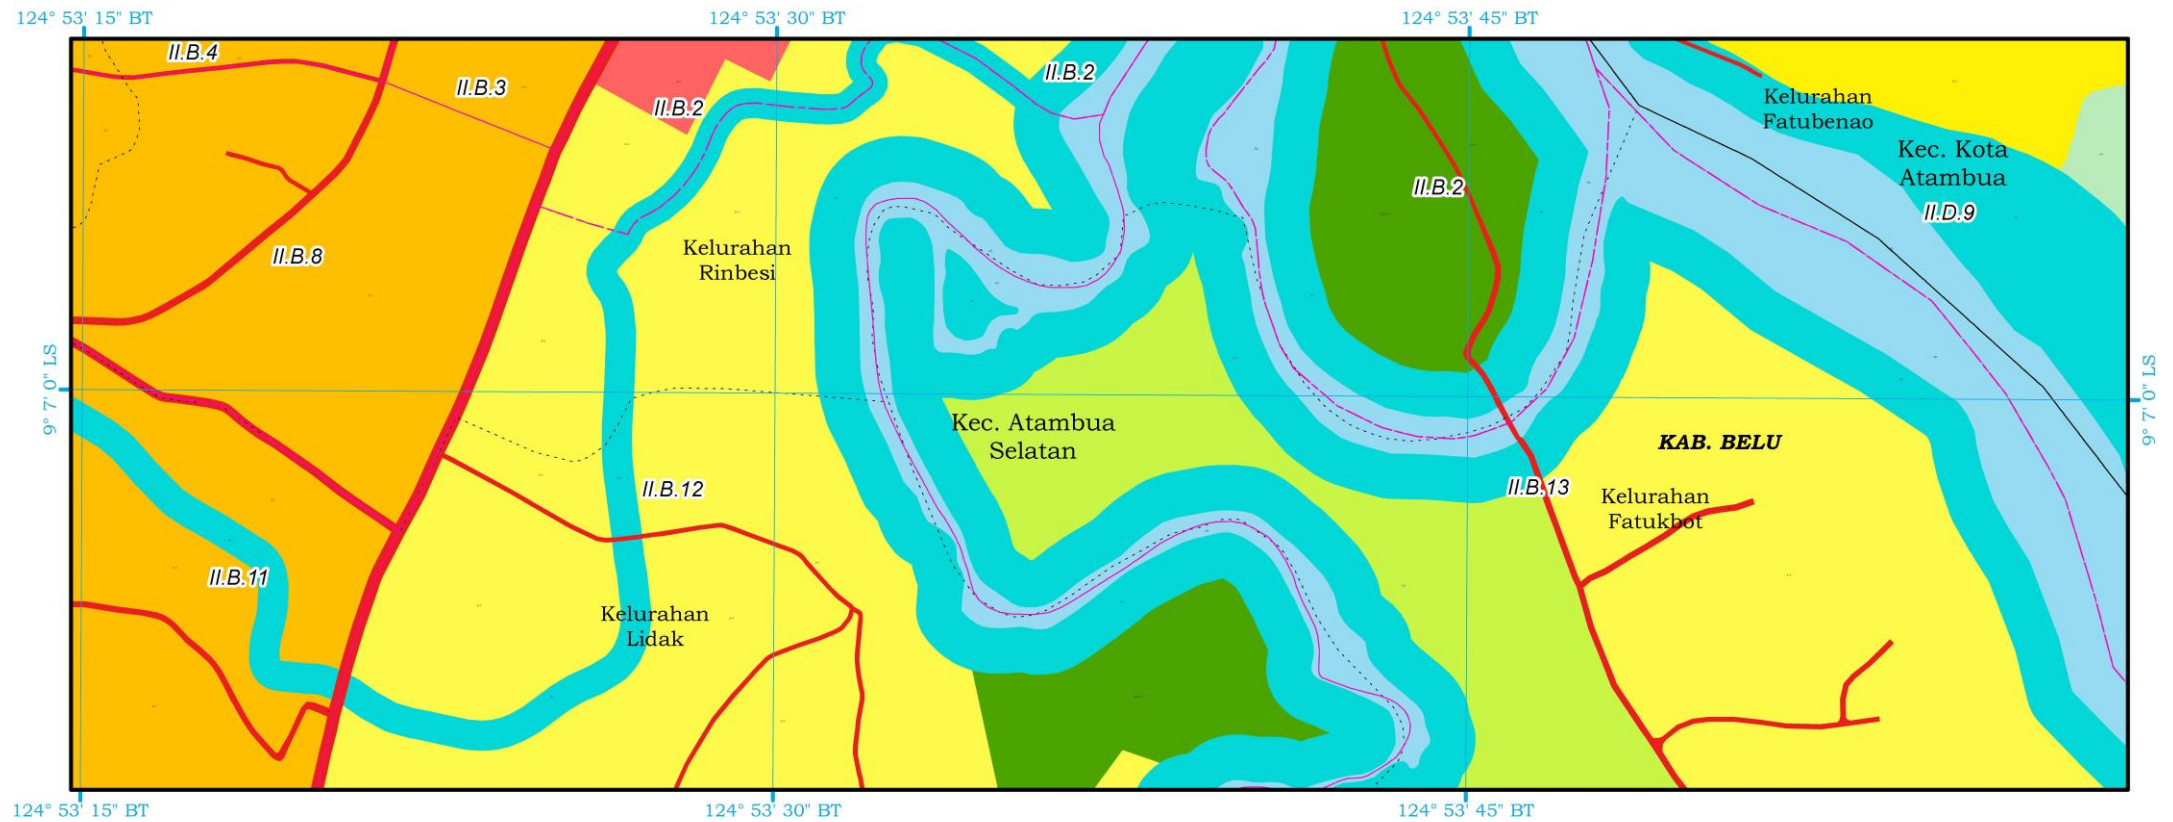 124° 53' 15" BT
124° 53' 30" BT
124° 53' 45" BT
II.B.4
II.B.3
II.B.2
II.B.2
Kelurahan
Fatubenao
Kec. Kota
Atambua
II.D.9
II.B.2
II.B.8
Kelurahan
Rinbesi
9° 7' 0" LS
9° 7' 0" LS
Kec. Atambua
Selatan
KAB. BELU
II.B.12
II.B.13
Kelurahan
Fatukbot
II.B.11
Kelurahan
Lidak
124° 53' 15" BT
124° 53' 30" BT
124° 53' 45" BT